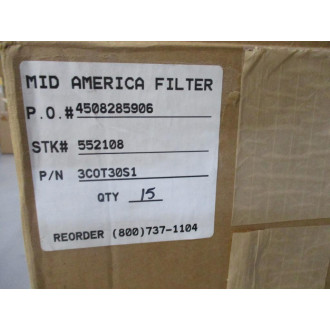 MID AMERICA FILTER
P.O.# 4508285906
STK# 552108
P/N 3COT30S1
QTY 15
REORDER (800)737-1104